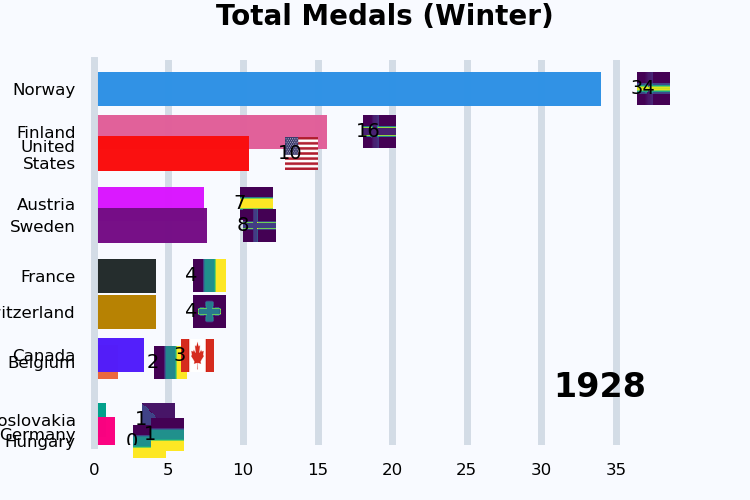 Total Medals (Winter)
Norway 34
Finland 16
United
States 10
Austria 7
Sweden 8
France 4
itzerland 4
Canada 3
Belgium 2
1928
oslovakia 1
Germany 1
Hungary 0
0 5 10 15 20 25 30 35